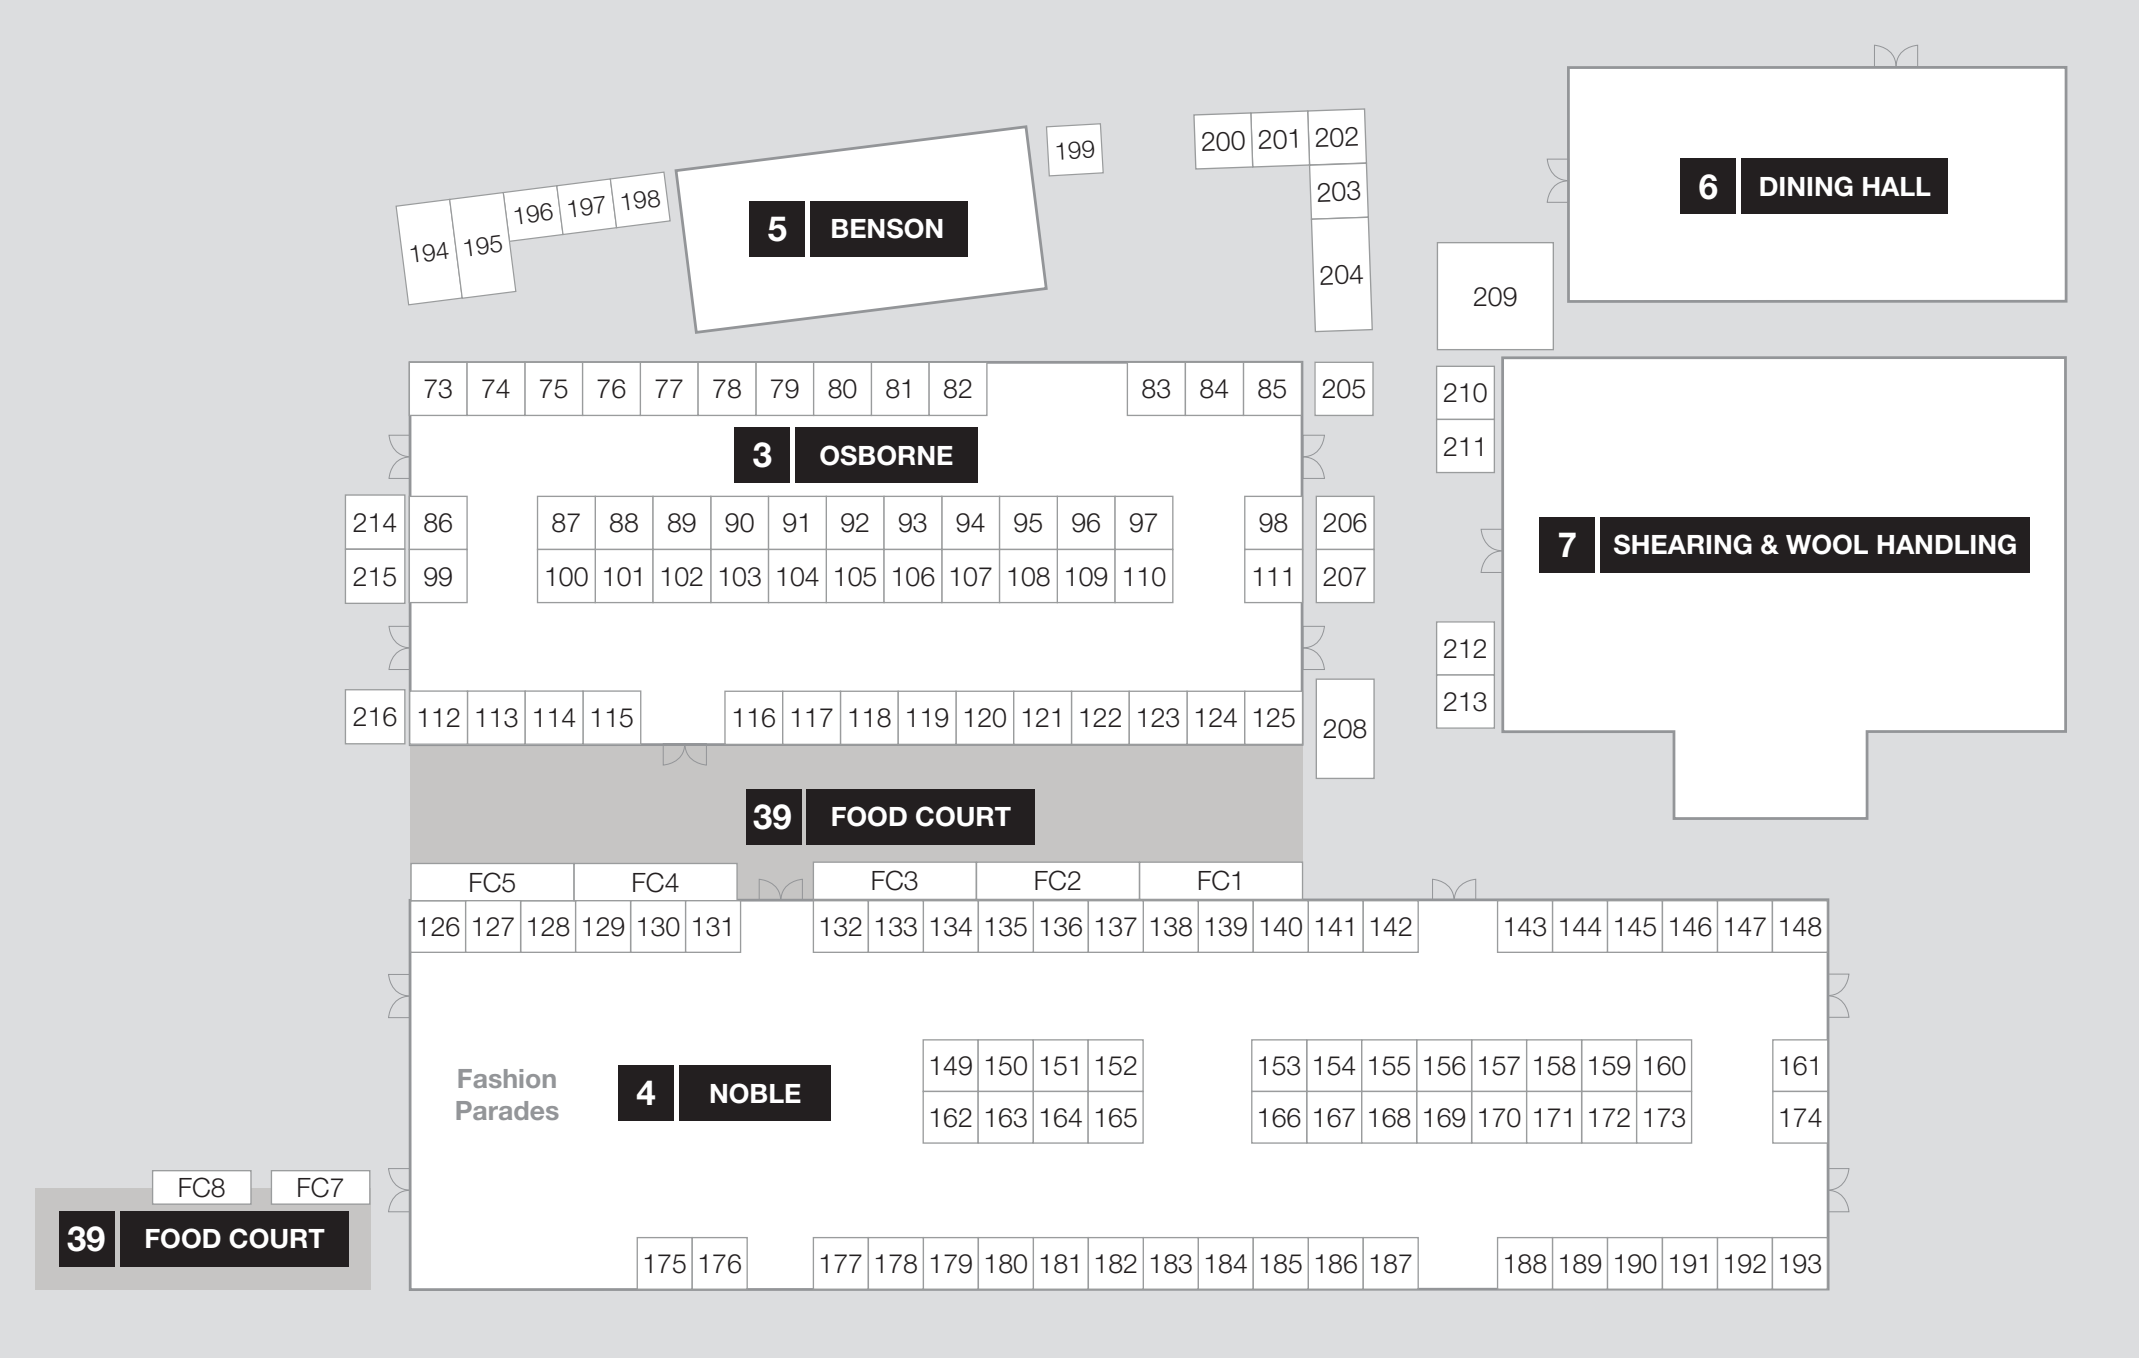 199
200 201 202
203
204
194 195 196 197 198
5 BENSON
6 DINING HALL
209
73 74 75 76 77 78 79 80 81 82 83 84 85 205
210
211
3 OSBORNE
214 86 87 88 89 90 91 92 93 94 95 96 97 98 206
215 99 100 101 102 103 104 105 106 107 108 109 110 111 207
7 SHEARING & WOOL HANDLING
212
213
216 112 113 114 115 116 117 118 119 120 121 122 123 124 125 208
39 FOOD COURT
FC5 FC4 FC3 FC2 FC1
126 127 128 129 130 131 132 133 134 135 136 137 138 139 140 141 142 143 144 145 146 147 148
149 150 151 152 153 154 155 156 157 158 159 160 161
Fashion
Parades
4 NOBLE
162 163 164 165 166 167 168 169 170 171 172 173 174
FC8 FC7
39 FOOD COURT
175 176 177 178 179 180 181 182 183 184 185 186 187 188 189 190 191 192 193